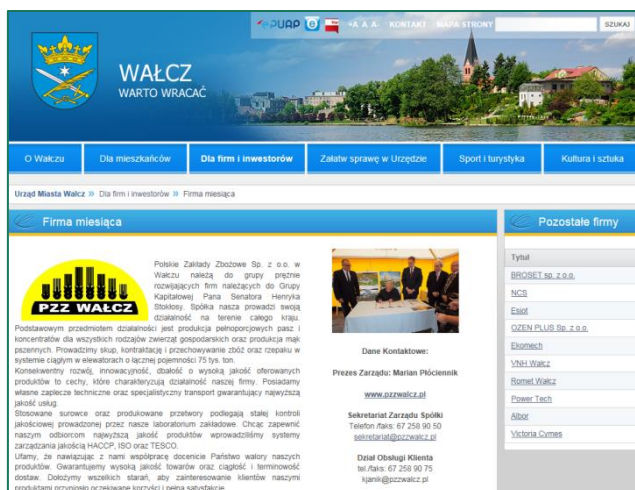 ePUAP
A A A
KONTAKT
MAPA STRONY
SZUKAJ
WAŁCZ
WARTO WRACAĆ
O Wałczu
Dla mieszkańców
Dla firm i inwestorów
Załatw sprawę w Urzędzie
Sport i turystyka
Kultura i sztuka
Urząd Miasta Wałcz » Dla firm i inwestorów » Firma miesiąca
Firma miesiąca
PZZ WAŁCZ
Polskie Zakłady Zbożowe Sp. z o.o. w
Wałczu należą do grupy prężnie
rozwijających firm należących do Grupy
Kapitałowej Pana Senatora Henryka
Stokłosy. Spółka nasza prowadzi swoją
działalność na terenie całego kraju.
Podstawowym przedmiotem działalności jest produkcja pełnoporcjowych pasz i
koncentratów dla wszystkich rodzajów zwierząt gospodarskich oraz produkcja mąk
pszennych. Prowadzimy skup, kontraktację i przechowywanie zbóż oraz rzepaku w
systemie ciągłym w elewatorach o łącznej pojemności 75 tys. ton.
Konsekwentny rozwój, innowacyjność, dbałość o wysoką jakość oferowanych
produktów to cechy, które charakteryzują działalność naszej firmy. Posiadamy
własne zaplecze techniczne oraz specjalistyczny transport gwarantujący najwyższą
jakość usług.
Stosowane surowce oraz produkowane przetwory podlegają stałej kontroli
jakościowej prowadzonej przez nasze laboratorium zakładowe. Chcąc zapewnić
naszym odbiorcom najwyższą jakość produktów wprowadziliśmy systemy
zarządzania jakością HACCP, ISO oraz TESCO.
Ufamy, że nawiązując z nami współpracę docenicie Państwo walory naszych
produktów. Gwarantujemy wysoką jakość towarów oraz ciągłość i terminowość
dostaw. Dołożymy wszelkich starań, aby zainteresowanie klientów naszymi
produktami przyniosło oczekiwane korzyści i pełną satysfakcję.
Dane Kontaktowe:
Prezes Zarządu: Marian Płóciennik
www.pzzwalcz.pl
Sekretariat Zarządu Spółki
Telefon /faks: 67 258 90 50
sekretariat@pzzwalcz.pl
Dział Obsługi Klienta
tel./faks: 67 258 90 75
kjanik@pzzwalcz.pl
Pozostałe firmy
Tytuł
BROSET sp. z o.o.
NCS
Esipt
OZEN PLUS Sp. z o.o.
Ekomech
VNH Wałcz
Romet Wałcz
Power Tech
Albor
Victoria Cymes